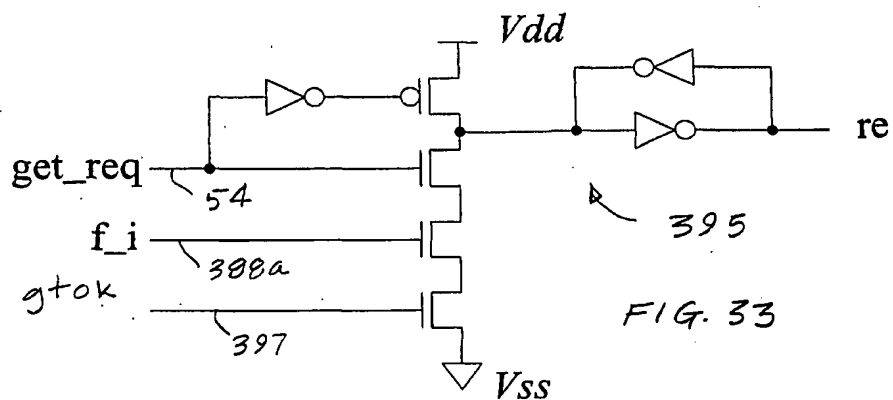 Vdd
re
get_req
54
395
f_i
388a
gtok
397
FIG. 33
Vss